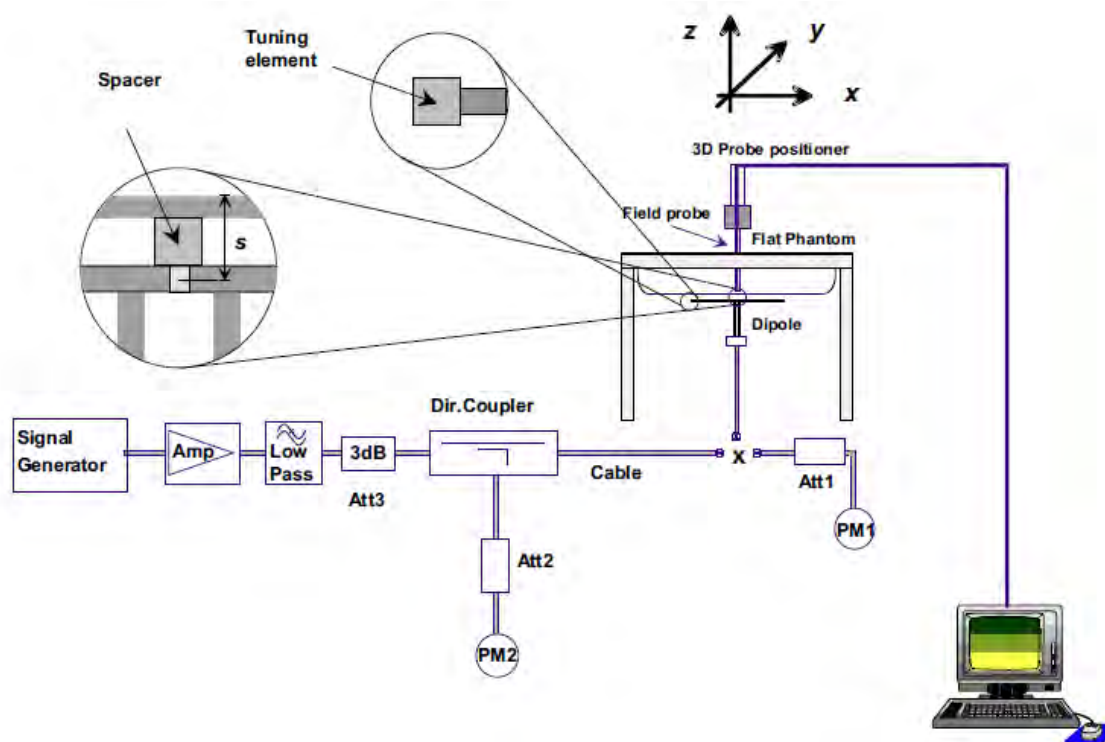 Tuning
element
Spacer
s
z
y
x
3D Probe positioner
Field probe
Flat Phantom
Dipole
Dir.Coupler
Signal
Generator
Amp
Low
Pass
3dB
Att3
Cable
x
Att1
PM1
Att2
PM2